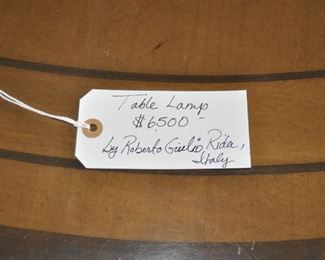 Table Lamp
$6500-
by Roberto Giulio Rida,
Italy